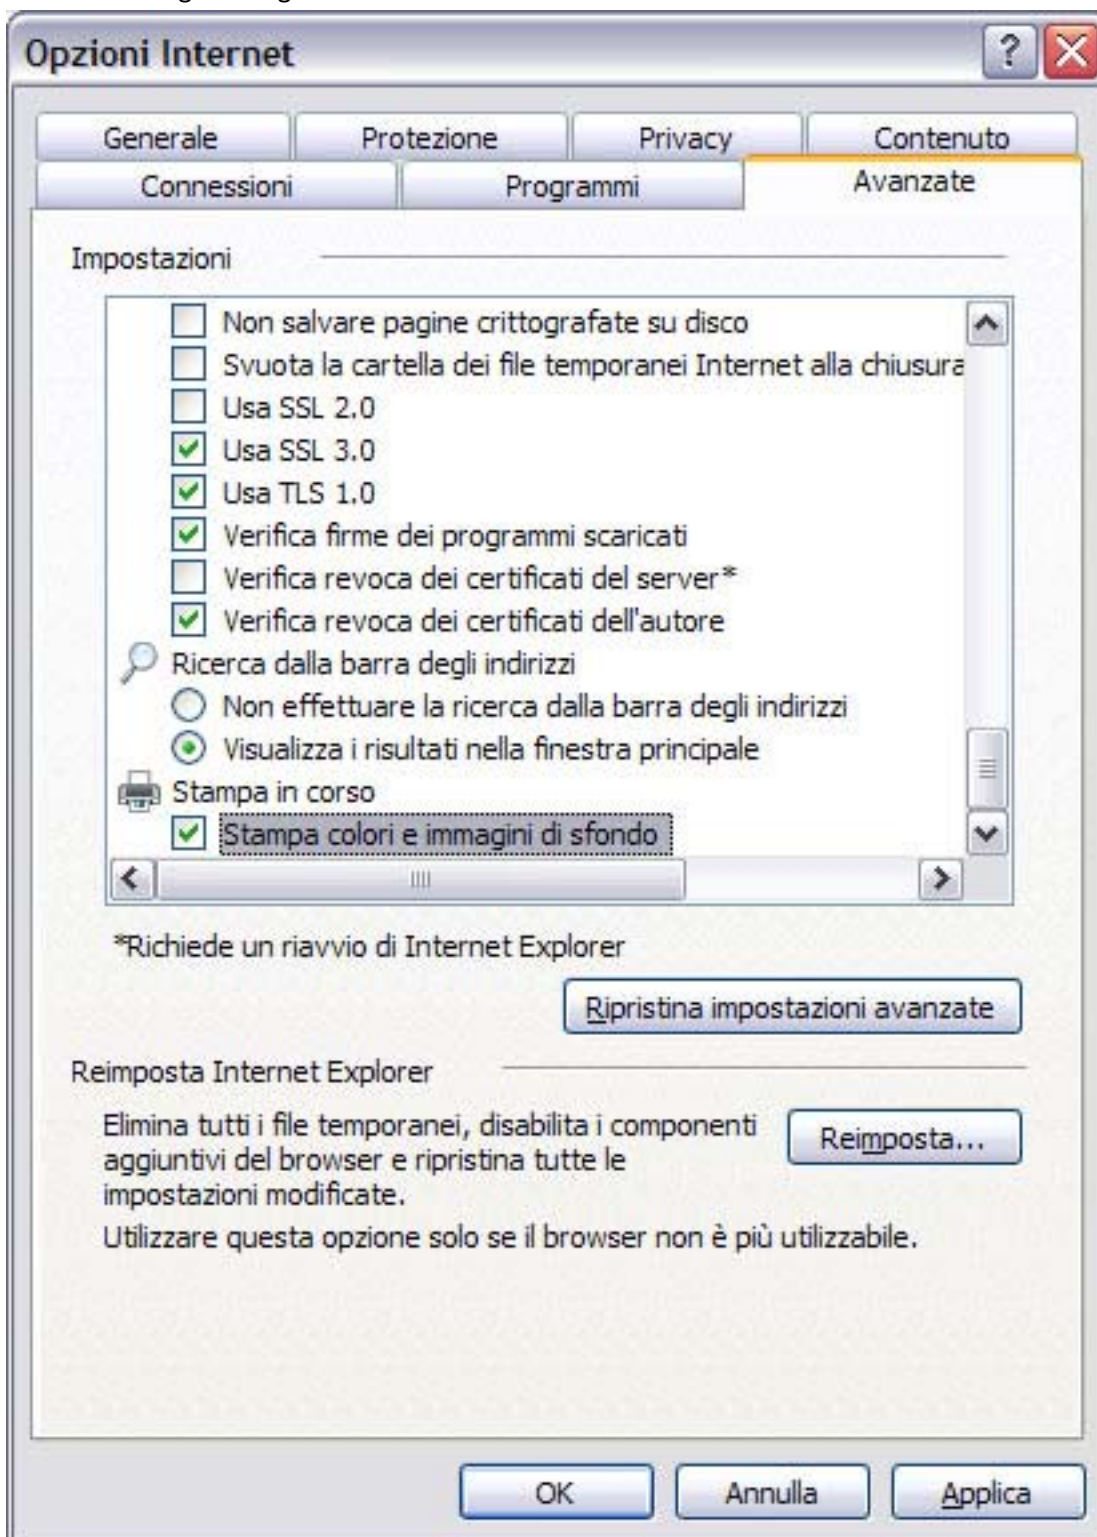 Opzioni Internet
?
Generale Protezione Privacy Contenuto
Connessioni Programmi Avanzate
Impostazioni
Non salvare pagine crittografate su disco
Svuota la cartella dei file temporanei Internet alla chiusura
Usa SSL 2.0
Usa SSL 3.0
Usa TLS 1.0
Verifica firme dei programmi scaricati
Verifica revoca dei certificati del server*
Verifica revoca dei certificati dell'autore
Ricerca dalla barra degli indirizzi
Non effettuare la ricerca dalla barra degli indirizzi
Visualizza i risultati nella finestra principale
Stampa in corso
Stampa colori e immagini di sfondo
*Richiede un riavvio di Internet Explorer
Ripristina impostazioni avanzate
Reimposta Internet Explorer
Elimina tutti i file temporanei, disabilita i componenti
aggiuntivi del browser e ripristina tutte le
impostazioni modificate.
Reimposta...
Utilizzare questa opzione solo se il browser non è più utilizzabile.
OK Annulla Applica